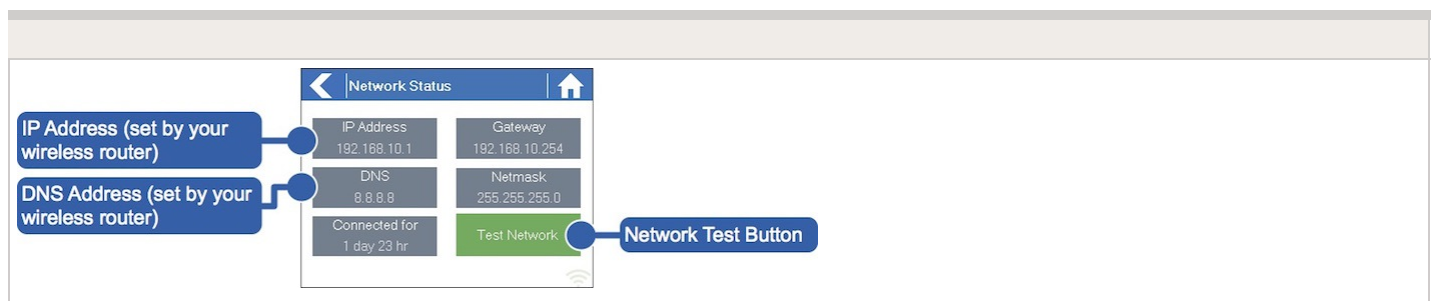 Network Status
IP Address (set by your
wireless router)
IP Address
192.168.10.1
Gateway
192.168.10.254
DNS Address (set by your
wireless router)
DNS
8.8.8.8
Netmask
255.255.255.0
Connected for
1 day 23 hr
Test Network
Network Test Button